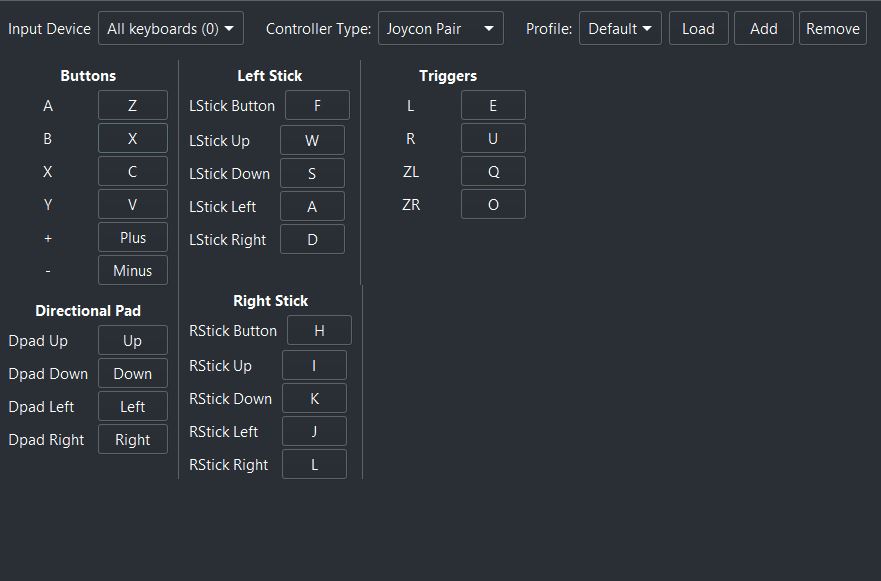 Input Device All keyboards (0) Controller Type: Joycon Pair Profile: Default Load Add Remove
Buttons
A Z
B X
X C
Y V
+ Plus
- Minus
Directional Pad
Dpad Up Up
Dpad Down Down
Dpad Left Left
Dpad Right Right
Left Stick
LStick Button F
LStick Up W
LStick Down S
LStick Left A
LStick Right D
Right Stick
RStick Button H
RStick Up I
RStick Down K
RStick Left J
RStick Right L
Triggers
L E
R U
ZL Q
ZR O